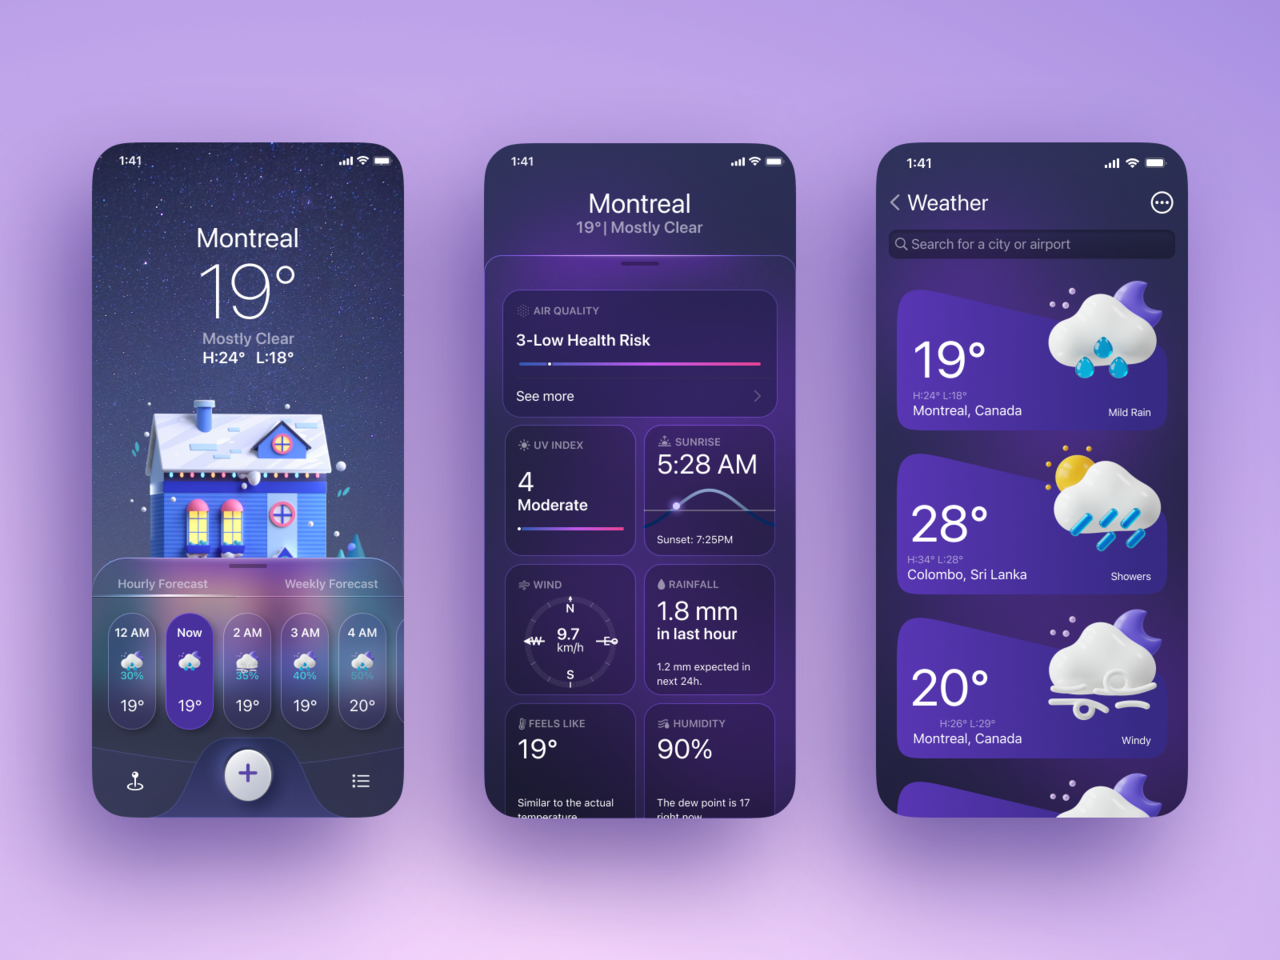 1:41
Montreal
19°
Mostly Clear
H:24° L:18°
Hourly Forecast
Weekly Forecast
12 AM
30%
19°
Now
19°
2 AM
35%
19°
3 AM
40%
19°
4 AM
50%
20°
1:41
Montreal
19° | Mostly Clear
AIR QUALITY
3-Low Health Risk
See more
UV INDEX
4
Moderate
SUNRISE
5:28 AM
Sunset: 7:25PM
WIND
N
W
9.7
km/h
E
S
RAINFALL
1.8 mm
in last hour
1.2 mm expected in
next 24h.
FEELS LIKE
19°
Similar to the actual
temperature
HUMIDITY
90%
The dew point is 17
right now
1:41
Weather
Search for a city or airport
19°
H:24° L:18°
Montreal, Canada
Mild Rain
28°
H:34° L:28°
Colombo, Sri Lanka
Showers
20°
H:26° L:29°
Montreal, Canada
Windy